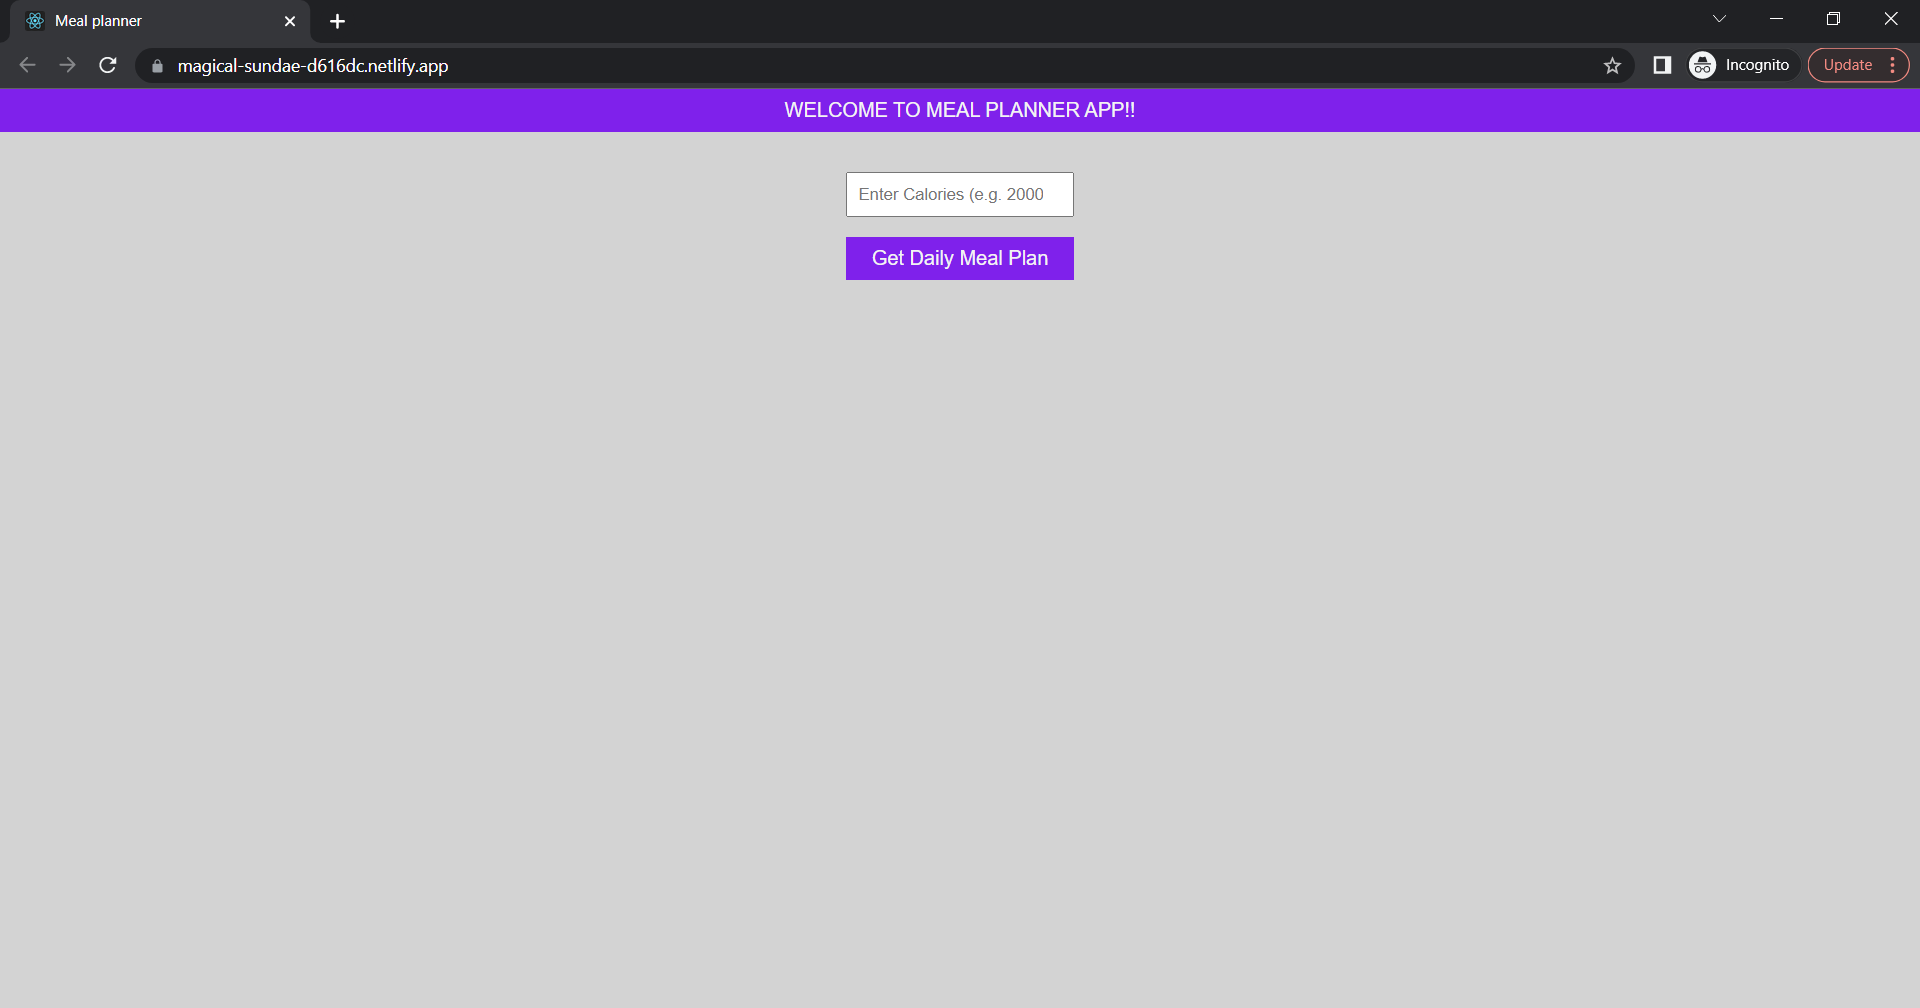 Meal planner
magical-sundae-d616dc.netlify.app
Incognito
Update
WELCOME TO MEAL PLANNER APP!!
Enter Calories (e.g. 2000
Get Daily Meal Plan